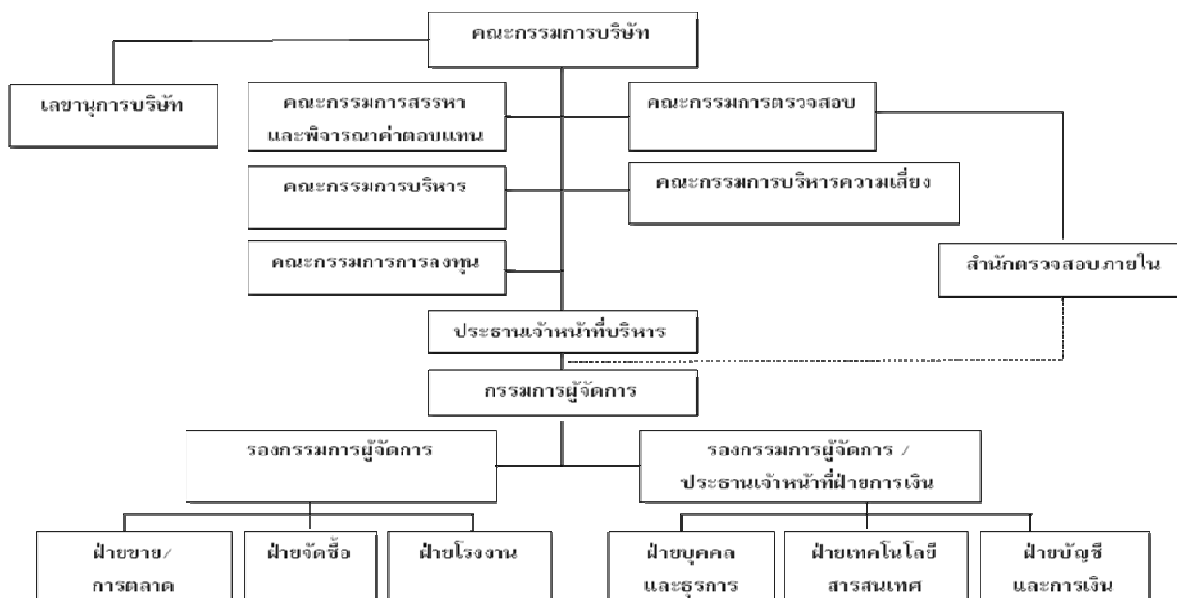 คณะกรรมการบริษัท
เลขานุการบริษัท
คณะกรรมการสรรหา
และพิจารณาค่าตอบแทน
คณะกรรมการตรวจสอบ
คณะกรรมการบริหาร
คณะกรรมการบริหารความเสี่ยง
คณะกรรมการการลงทุน
สำนักตรวจสอบภายใน
ประธานเจ้าหน้าที่บริหาร
กรรมการผู้จัดการ
รองกรรมการผู้จัดการ
รองกรรมการผู้จัดการ /
ประธานเจ้าหน้าที่ฝ่ายการเงิน
ฝ่ายขาย/
การตลาด
ฝ่ายจัดซื้อ
ฝ่ายโรงงาน
ฝ่ายบุคคล
และธุรการ
ฝ่ายเทคโนโลยี
สารสนเทศ
ฝ่ายบัญชี
และการเงิน